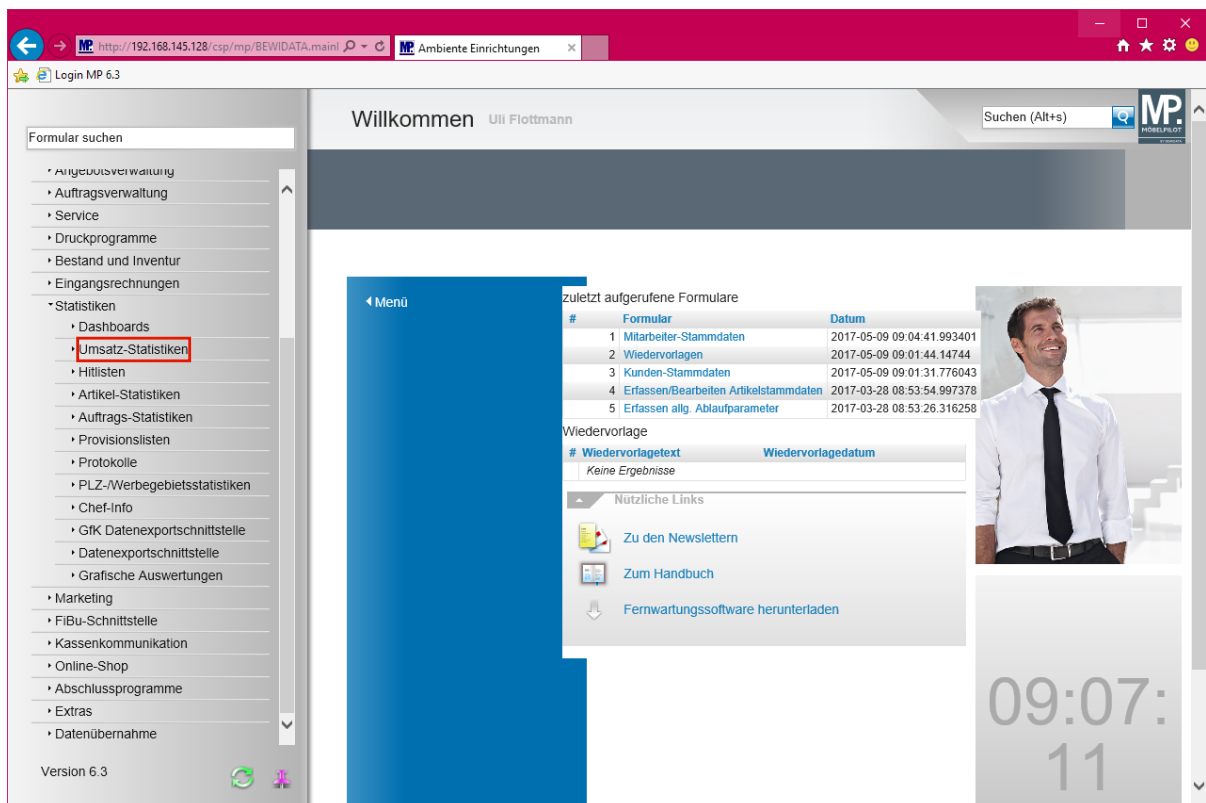 http://192.168.145.128/csp/mp/BEWIDATA.mainl
MP. Ambiente Einrichtungen
Login MP 6.3
Formular suchen
Willkommen Uli Flottmann
Suchen (Alt+s)
MP.
MÖBELPILOT
Angebotsverwaltung
Auftragsverwaltung
Service
Druckprogramme
Bestand und Inventur
Eingangsrechnungen
Statistiken
Dashboards
Umsatz-Statistiken
Hitlisten
Artikel-Statistiken
Auftrags-Statistiken
Provisionslisten
Protokolle
PLZ-/Werbegebietsstatistiken
Chef-Info
GfK Datenexportschnittstelle
Datenexportschnittstelle
Grafische Auswertungen
Marketing
FiBu-Schnittstelle
Kassenkommunikation
Online-Shop
Abschlussprogramme
Extras
Datenübernahme
Version 6.3
Menü
zuletzt aufgerufene Formulare
# Formular Datum
1 Mitarbeiter-Stammdaten 2017-05-09 09:04:41.993401
2 Wiedervorlagen 2017-05-09 09:01:44.14744
3 Kunden-Stammdaten 2017-05-09 09:01:31.776043
4 Erfassen/Bearbeiten Artikelstammdaten 2017-03-28 08:53:54.997378
5 Erfassen allg. Ablaufparameter 2017-03-28 08:53:26.316258
Wiedervorlage
# Wiedervorlagetext Wiedervorlagedatum
Keine Ergebnisse
Nützliche Links
Zu den Newslettern
Zum Handbuch
Fernwartungssoftware herunterladen
09:07:
11